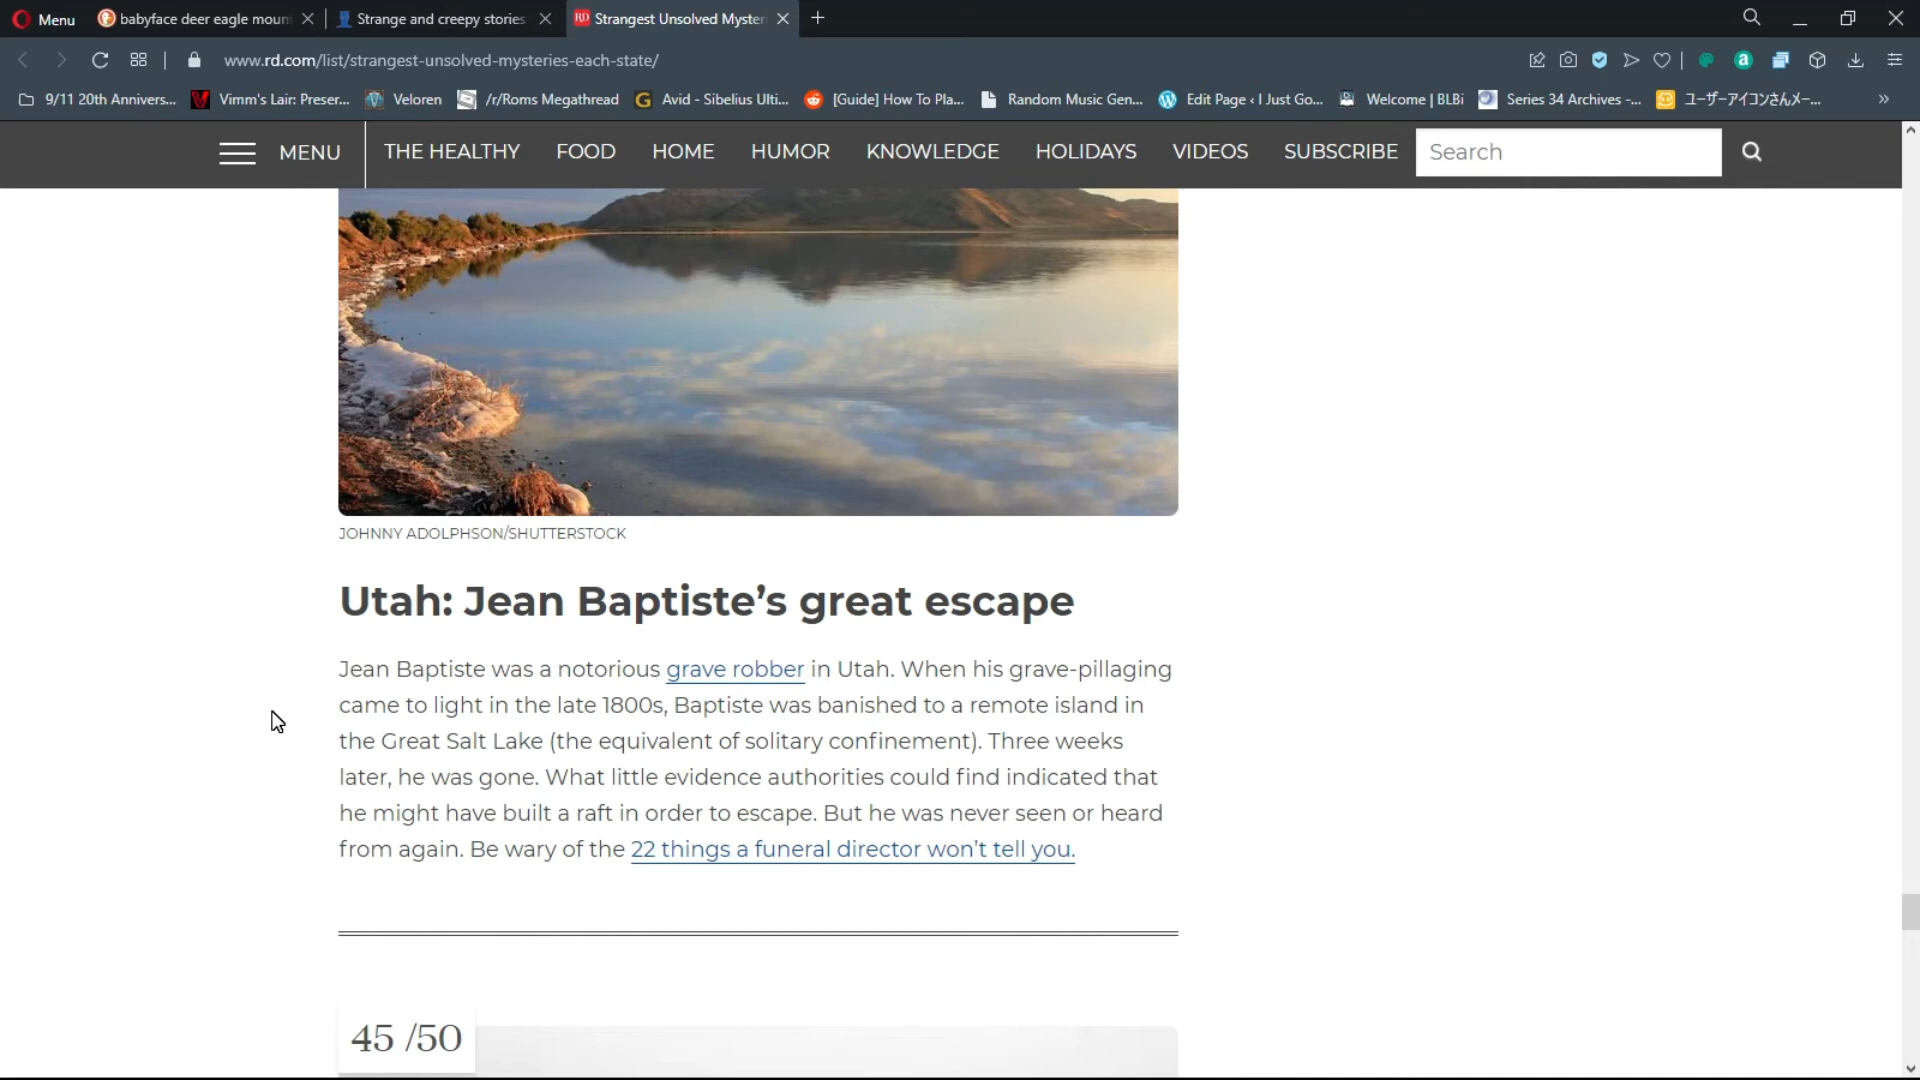 Menu
babyface deer eagle moun
Strange and creepy stories
Strangest Unsolved Myster
www.rd.com/list/strangest-unsolved-mysteries-each-state/
9/11 20th Annivers...
Vimm's Lair: Preser...
Veloren
/r/Roms Megathread
Avid - Sibelius Ulti...
[Guide] How To Pla...
Random Music Gen...
Edit Page ‹ I Just Go...
Welcome | BLBi
Series 34 Archives -...
ユーザーアイコンさんメー...
MENU
THE HEALTHY
FOOD
HOME
HUMOR
KNOWLEDGE
HOLIDAYS
VIDEOS
SUBSCRIBE
Search
JOHNNY ADOLPHSON/SHUTTERSTOCK
Utah: Jean Baptiste’s great escape
Jean Baptiste was a notorious grave robber in Utah. When his grave-pillaging
came to light in the late 1800s, Baptiste was banished to a remote island in
the Great Salt Lake (the equivalent of solitary confinement). Three weeks
later, he was gone. What little evidence authorities could find indicated that
he might have built a raft in order to escape. But he was never seen or heard
from again. Be wary of the 22 things a funeral director won’t tell you.
45 /50